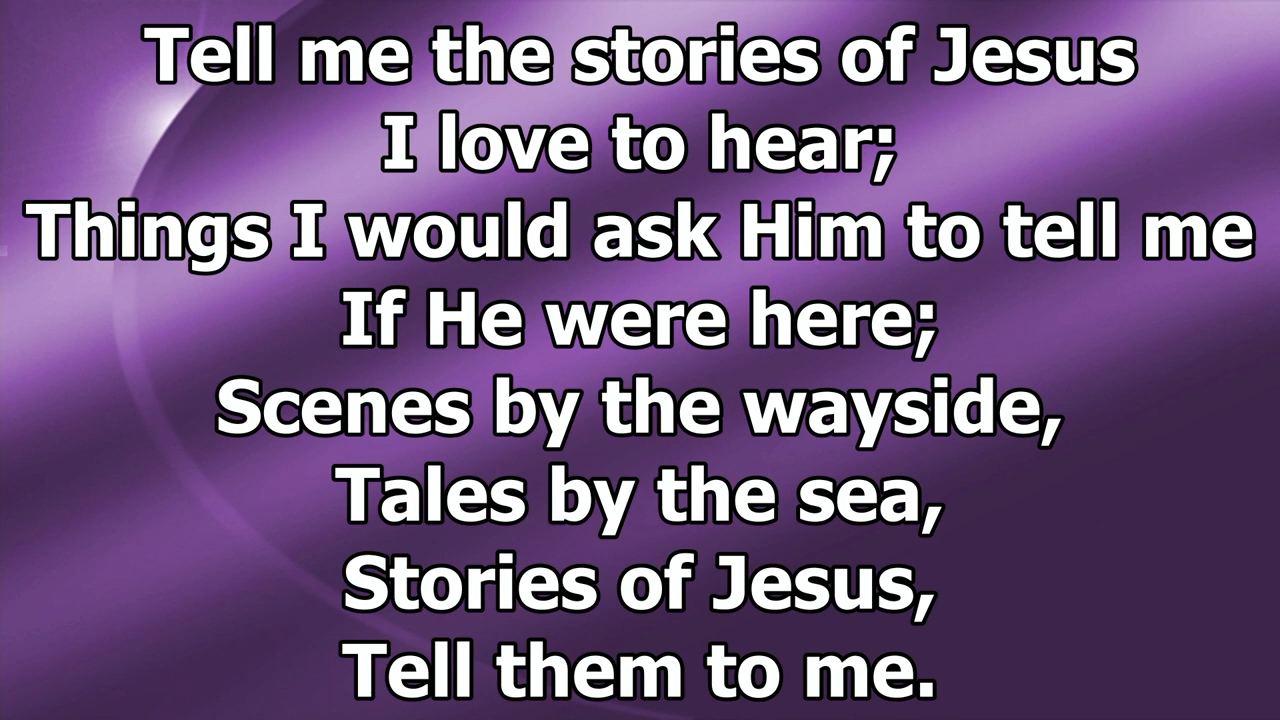 Tell me the stories of Jesus
I love to hear;
Things I would ask Him to tell me
If He were here;
Scenes by the wayside,
Tales by the sea,
Stories of Jesus,
Tell them to me.